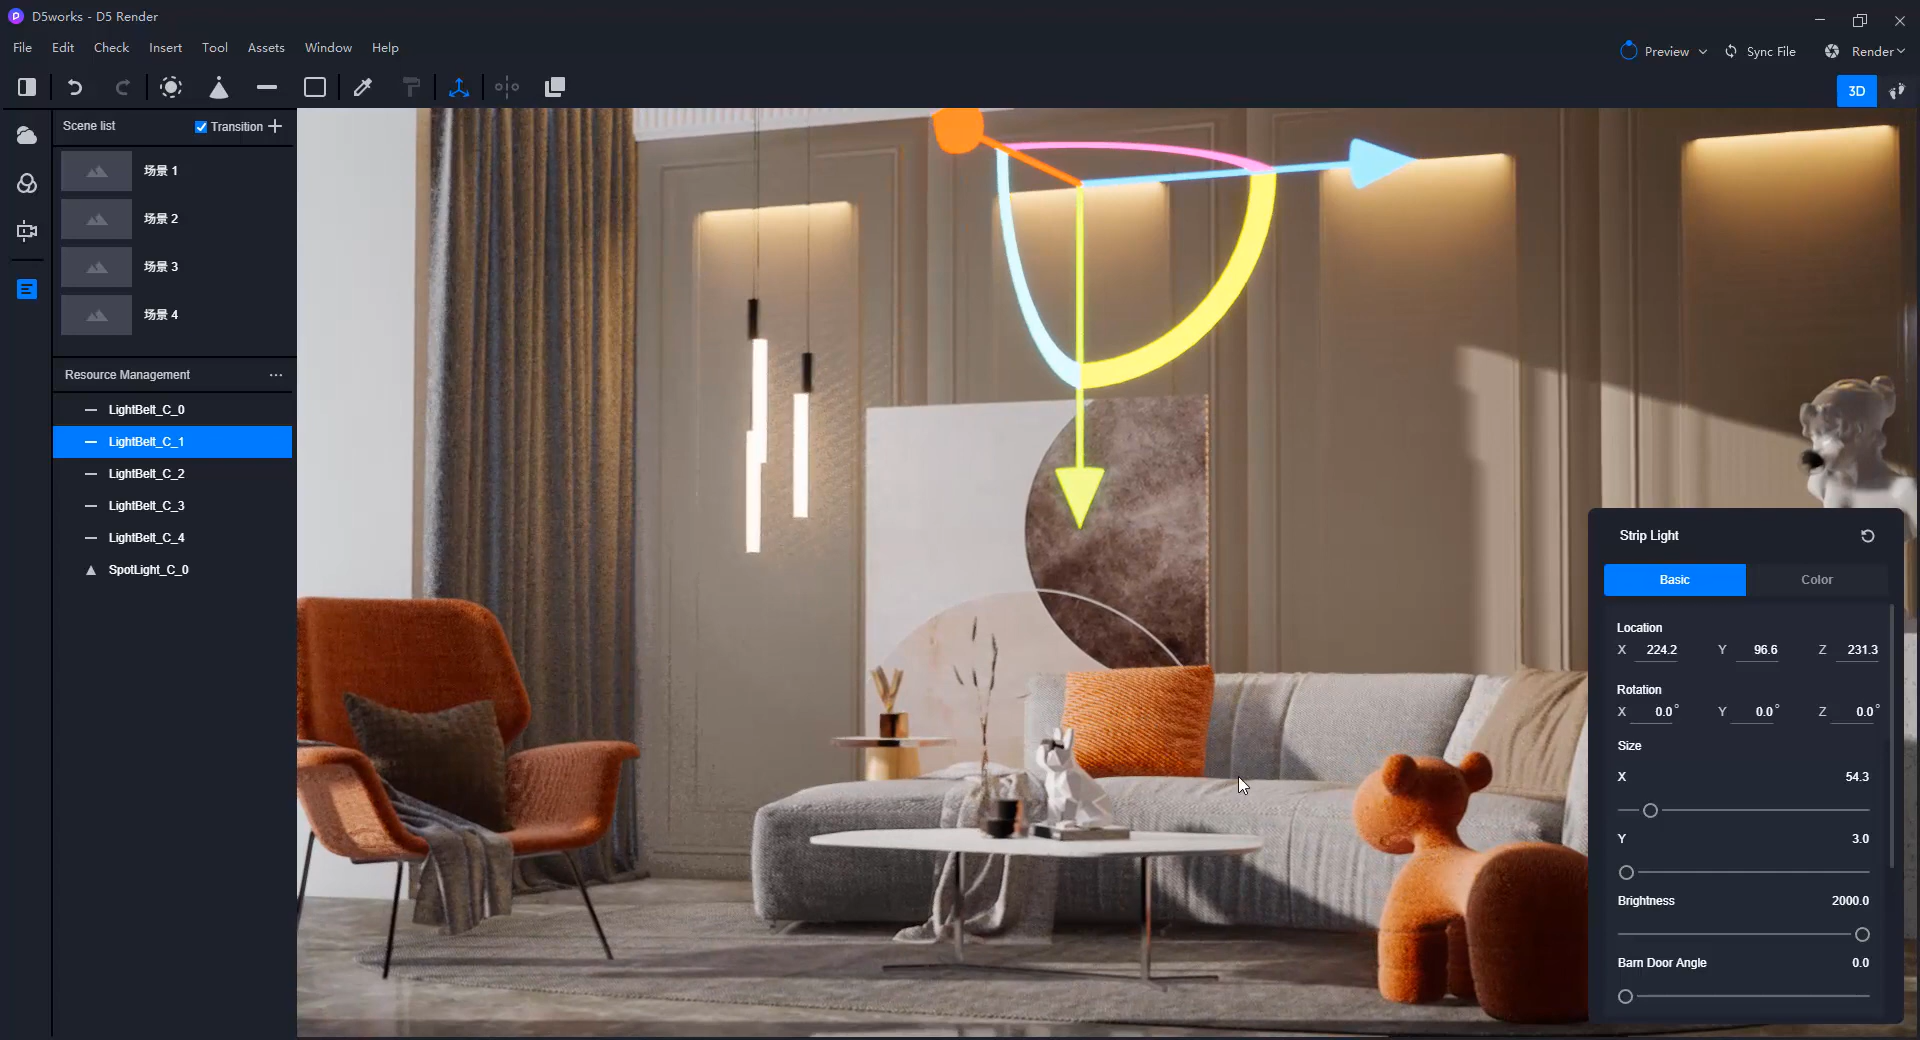 D5works - D5 Render
File Edit Check Insert Tool Assets Window Help
Preview Sync File Render
3D
Scene list Transition
场景 1
场景 2
场景 3
场景 4
Resource Management ...
LightBelt_C_0
LightBelt_C_1
LightBelt_C_2
LightBelt_C_3
LightBelt_C_4
SpotLight_C_0
Strip Light
Basic Color
Location
X 224.2 Y 96.6 Z 231.3
Rotation
X 0.0° Y 0.0° Z 0.0°
Size
X 54.3
Y 3.0
Brightness 2000.0
Barn Door Angle 0.0